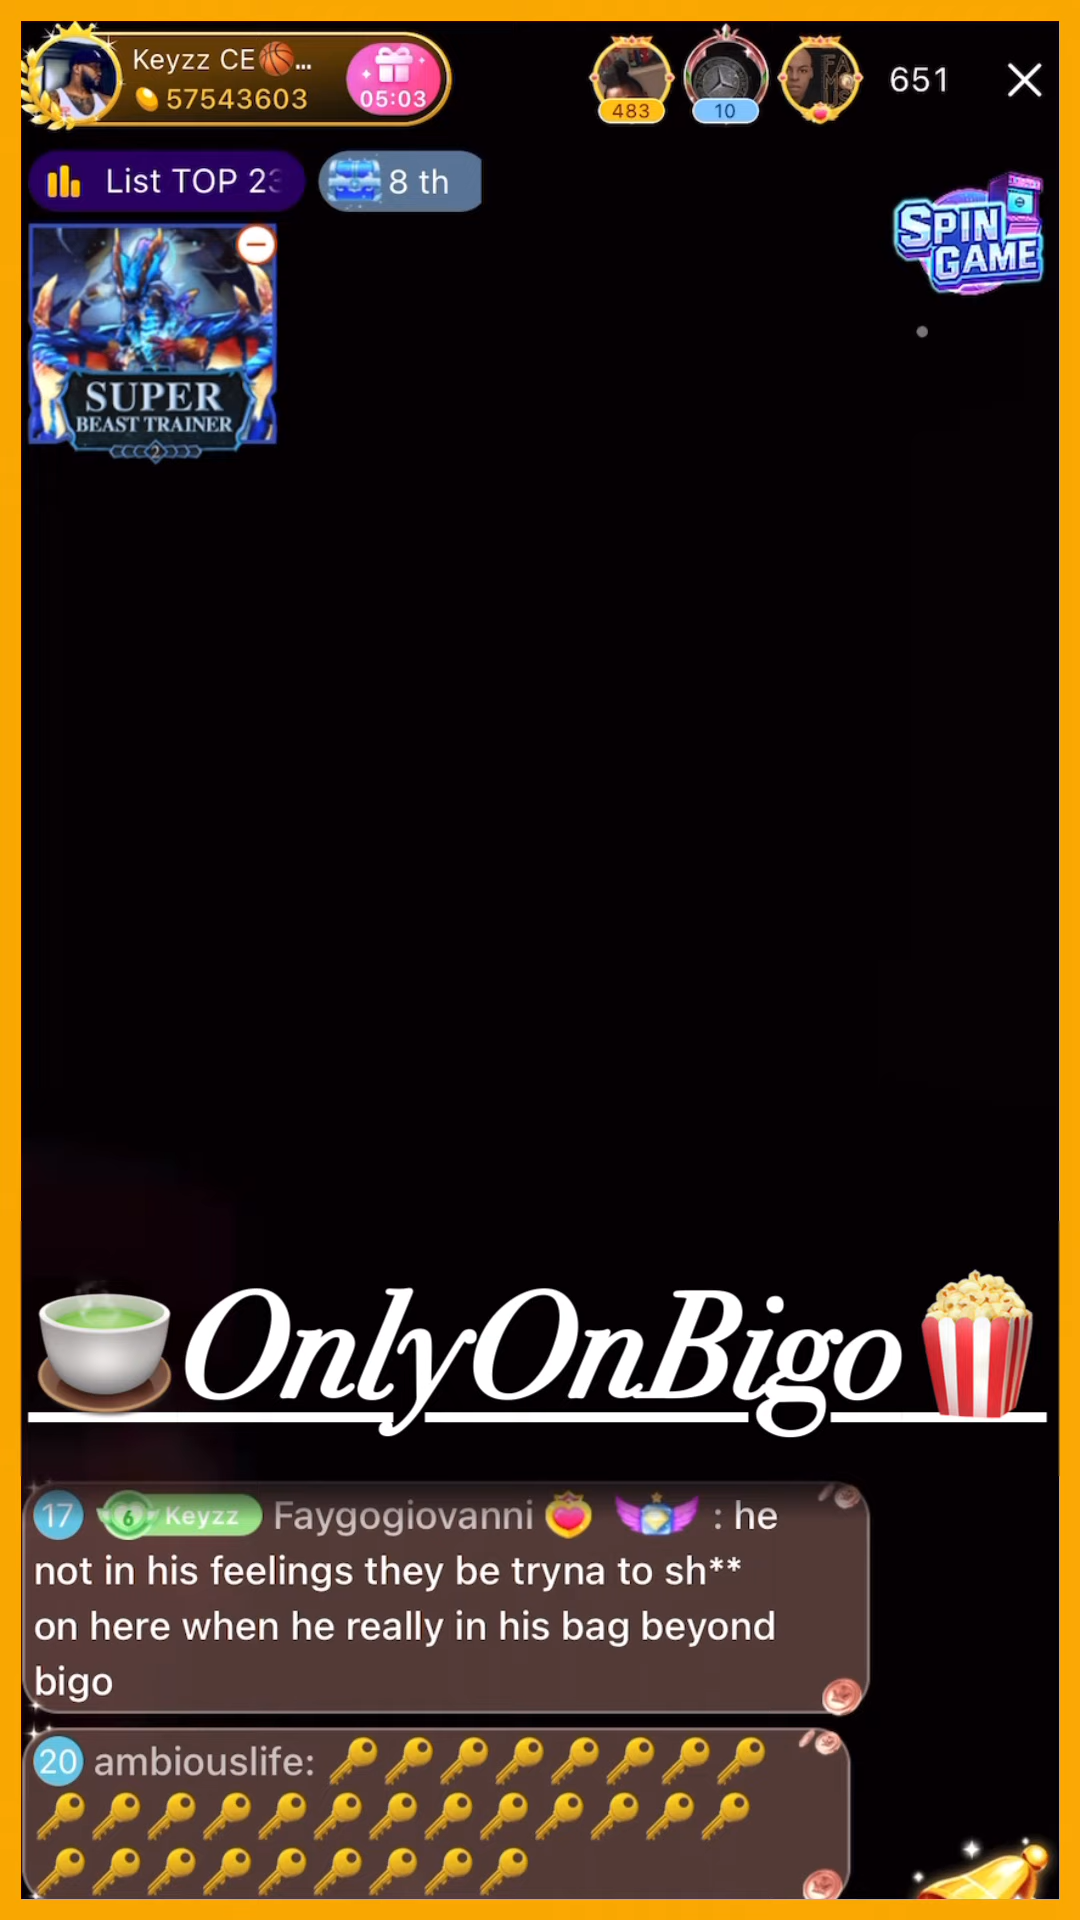 Keyzz CE🏀...
57543603
05:03
483
10
651
List TOP 23
8 th
SPIN
GAME
SUPER
BEAST TRAINER
2
🍵OnlyOnBigo🍿
17 6 Keyzz Faygogiovanni : he
not in his feelings they be tryna to sh**
on here when he really in his bag beyond
bigo
20 ambiouslife: 🔑🔑🔑🔑🔑🔑🔑🔑
🔑🔑🔑🔑🔑🔑🔑🔑🔑🔑🔑🔑🔑
🔑🔑🔑🔑🔑🔑🔑🔑🔑